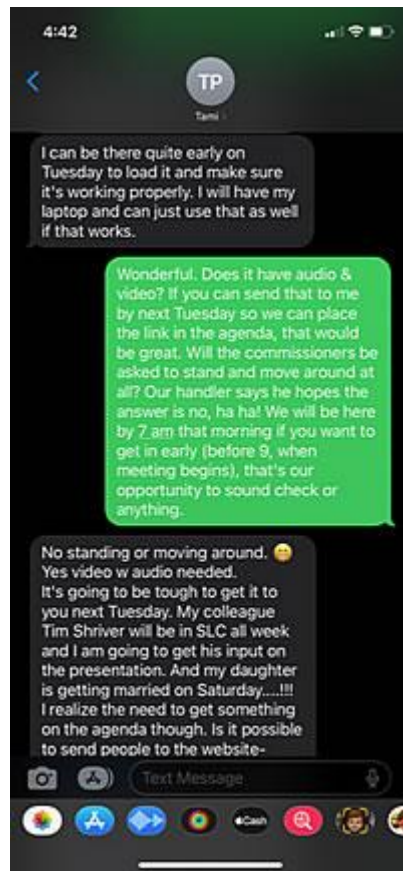 4:42
TP
Tami
I can be there quite early on
Tuesday to load it and make sure
it's working properly. I will have my
laptop and can just use that as well
if that works.
Wonderful. Does it have audio &
video? If you can send that to me
by next Tuesday so we can place
the link in the agenda, that would
be great. Will the commissioners be
asked to stand and move around at
all? Our handler says he hopes the
answer is no, ha ha! We will be here
by 7 am that morning if you want to
get in early (before 9, when
meeting begins), that's our
opportunity to sound check or
anything.
No standing or moving around. 😁
Yes video w audio needed.
It's going to be tough to get it to
you next Tuesday. My colleague
Tim Shriver will be in SLC all week
and I am going to get his input on
the presentation. And my daughter
is getting married on Saturday....!!!
I realize the need to get something
on the agenda though. Is it possible
to send people to the website-
Text Message
Cash